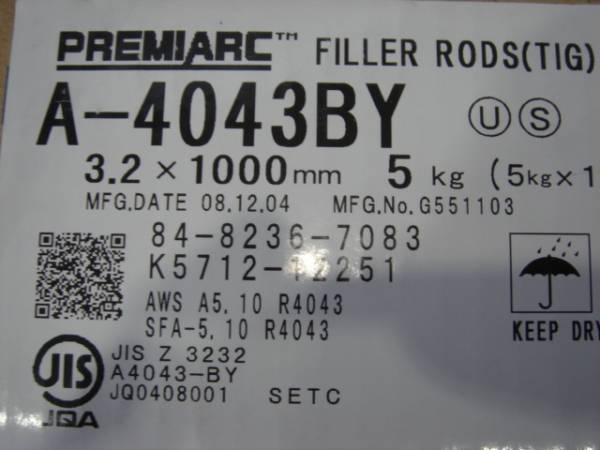 PREMIARC™ FILLER RODS(TIG)
A-4043BY Ⓤ Ⓢ
3.2 × 1000mm 5 kg (5kg×1
MFG.DATE 08.12.04 MFG.No.G551103
84-8236-7083
K5712-12251
AWS A5.10 R4043
SFA-5.10 R4043
KEEP DRY
JIS Z 3232
JIS
A4043-BY
JQ0408001 SETC
JQA